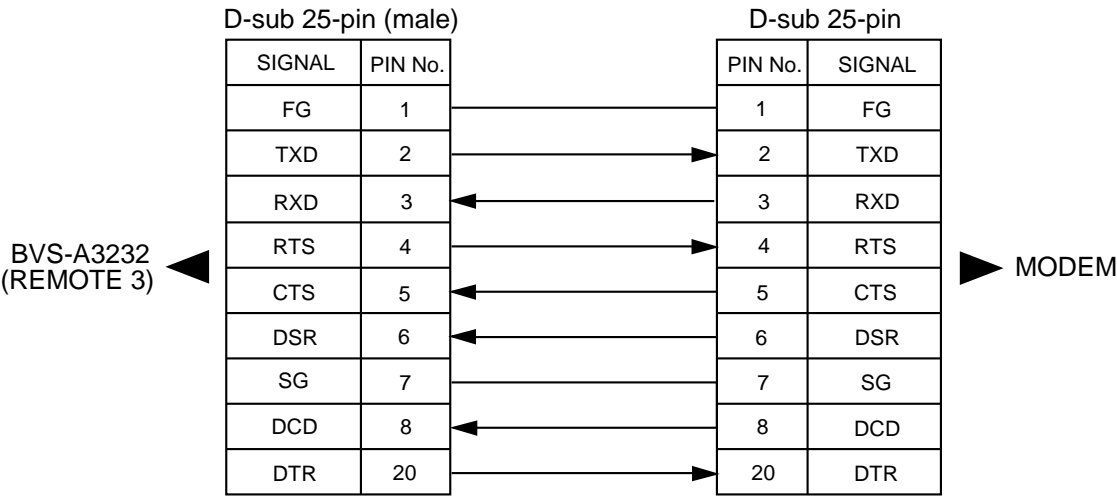 D-sub 25-pin (male) D-sub 25-pin
SIGNAL PIN No. PIN No. SIGNAL
FG 1 1 FG
TXD 2 2 TXD
RXD 3 3 RXD
RTS 4 4 RTS
BVS-A3232
(REMOTE 3)
MODEM
CTS 5 5 CTS
DSR 6 6 DSR
SG 7 7 SG
DCD 8 8 DCD
DTR 20 20 DTR